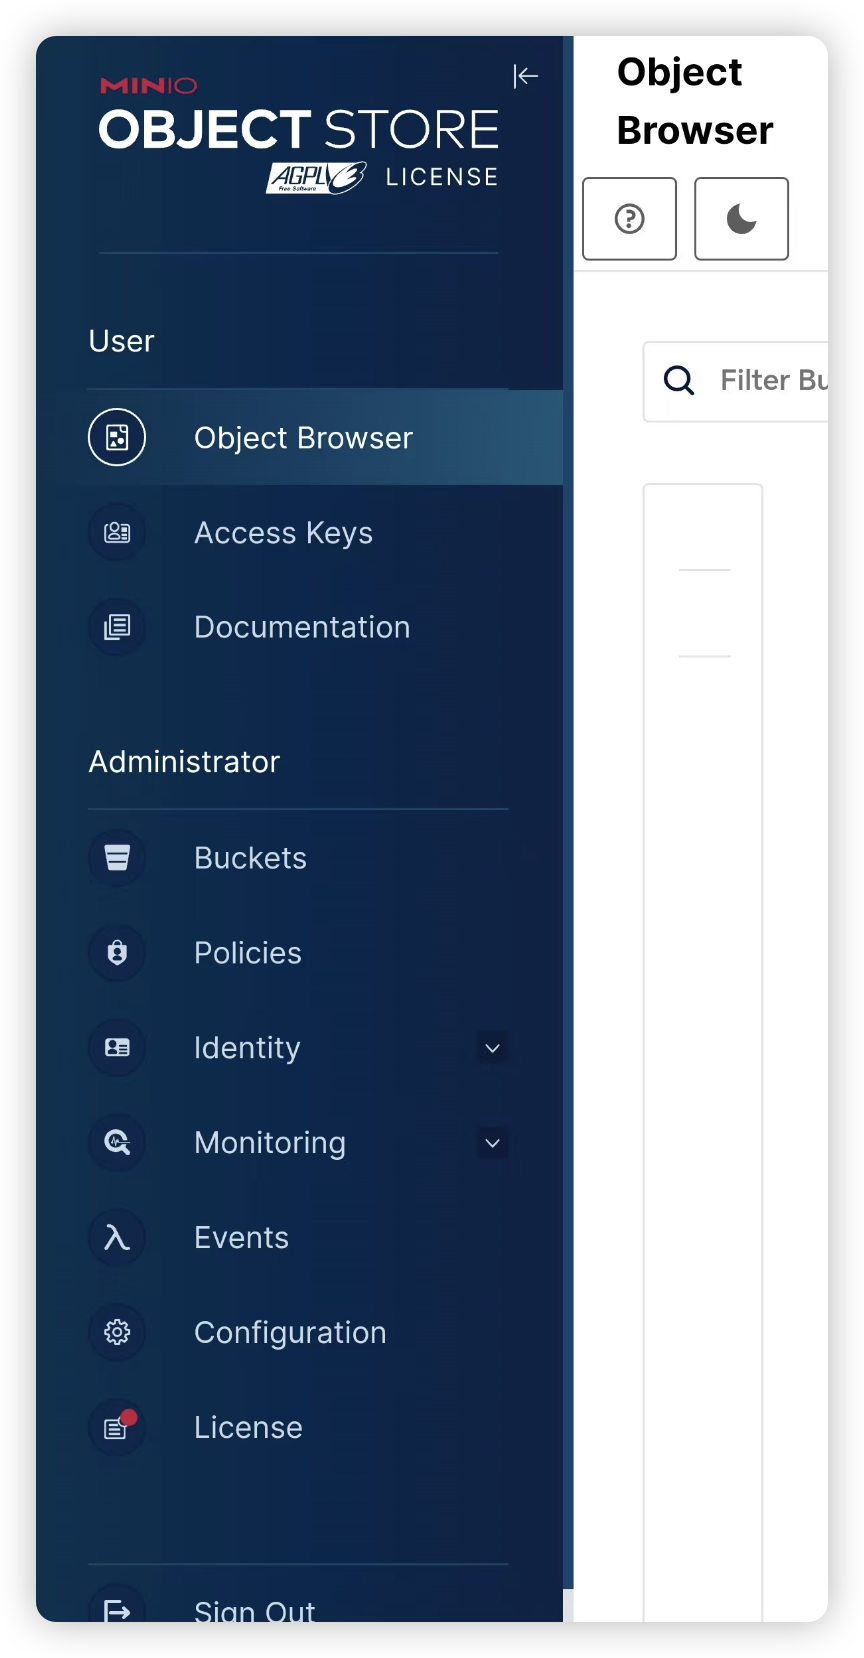 MINIO
OBJECT STORE
AGPLv3 LICENSE
Free Software
User
Object Browser
Access Keys
Documentation
Administrator
Buckets
Policies
Identity
Monitoring
Events
Configuration
License
Sign Out
Object
Browser
Filter Bu